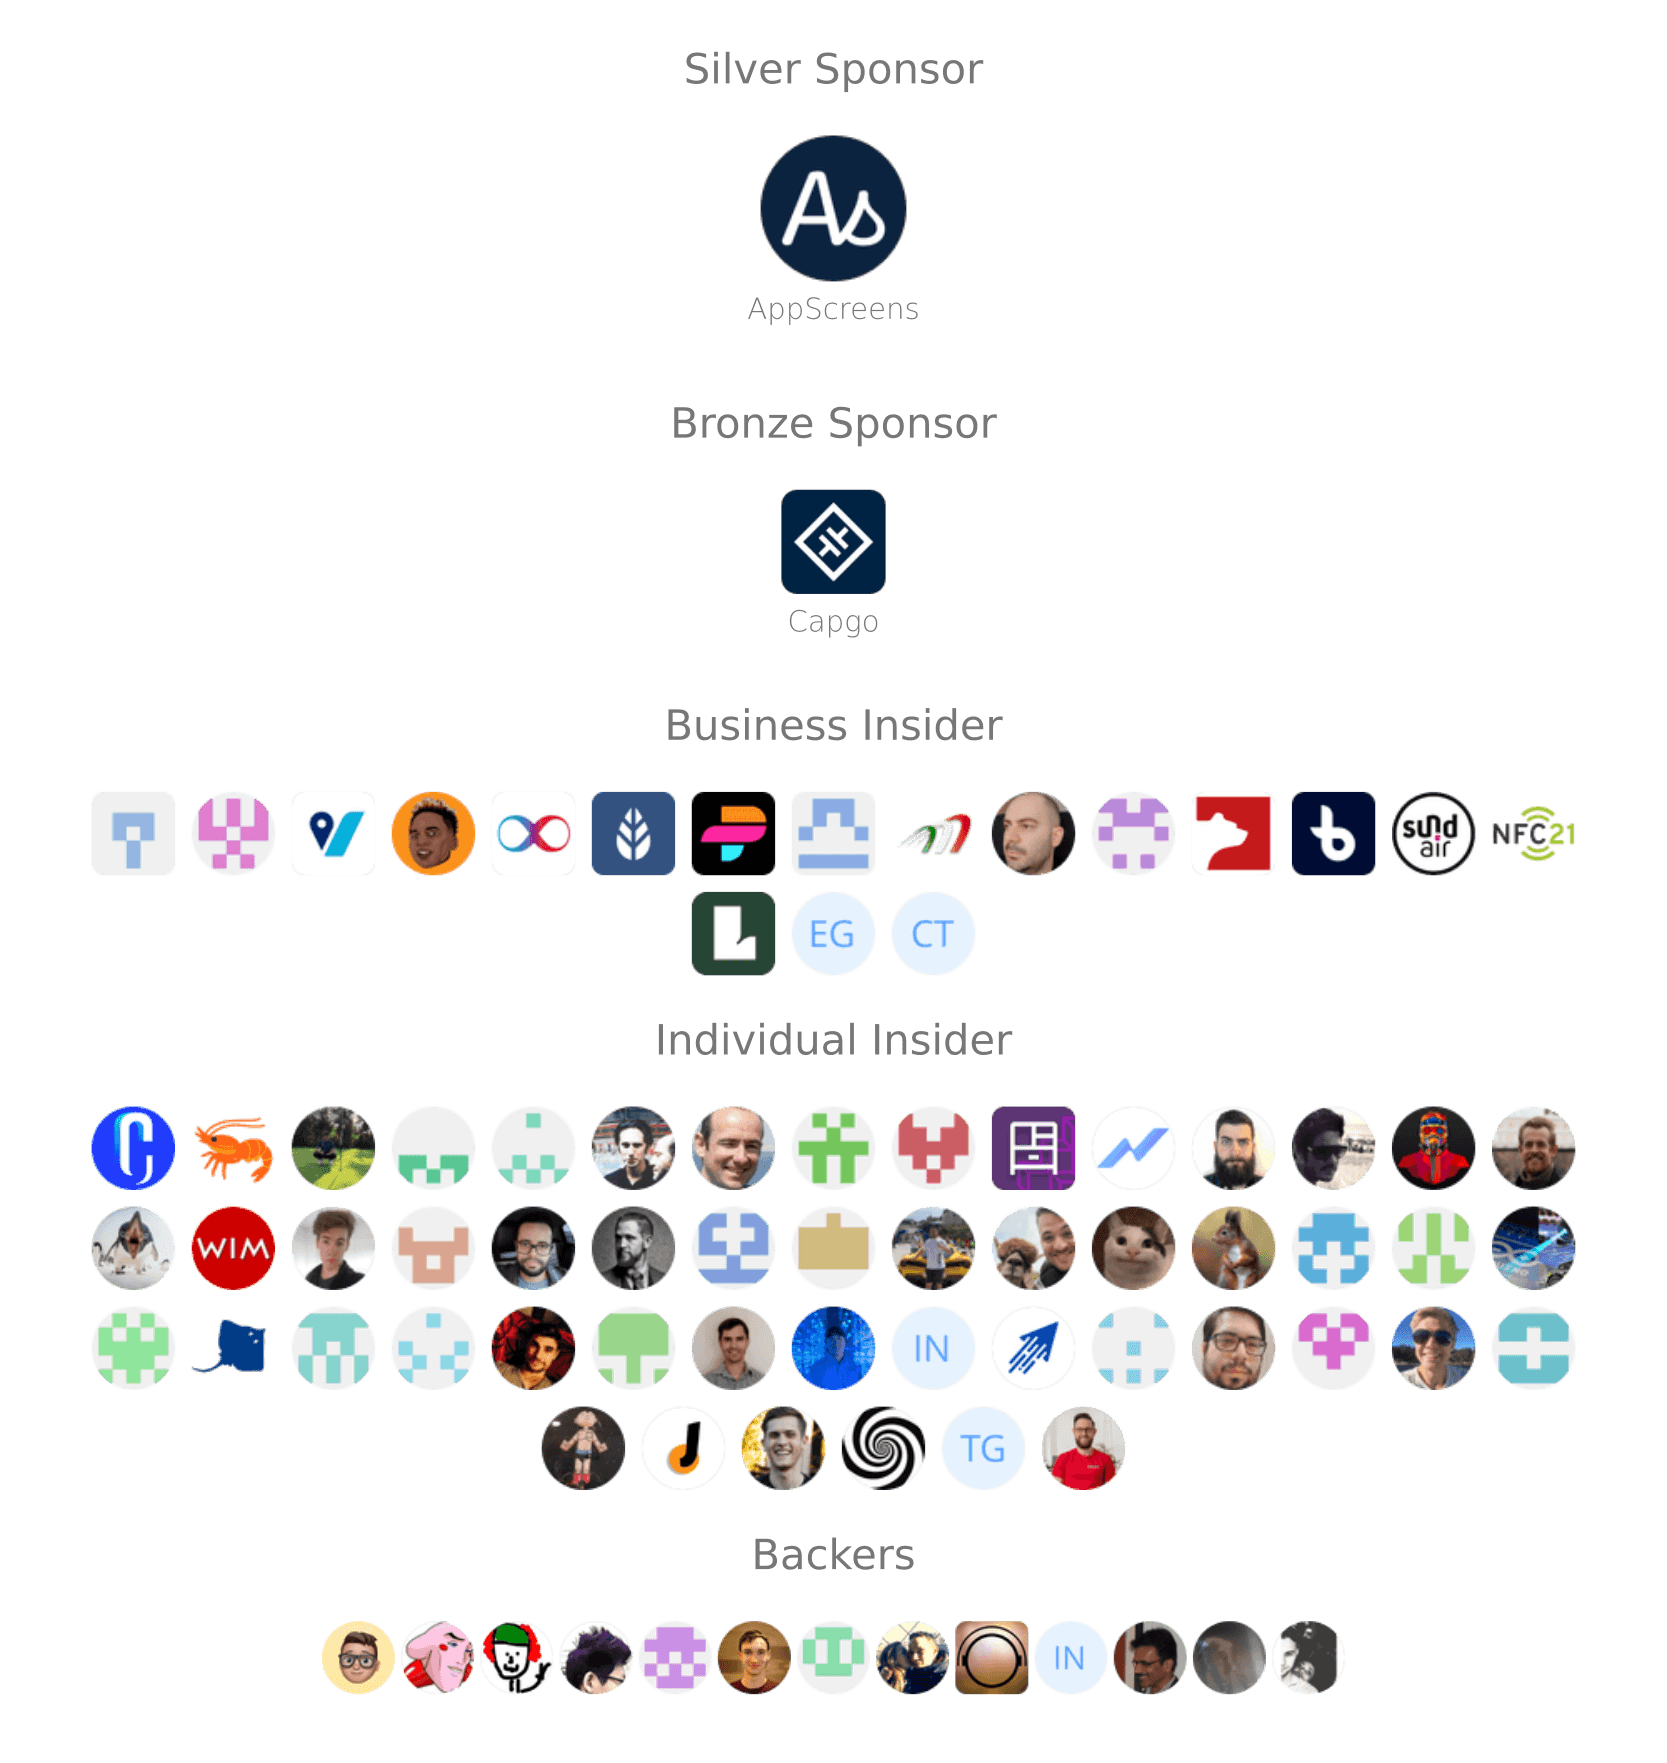 Silver Sponsor
As
AppScreens
Bronze Sponsor
Capgo
Business Insider
sund
air
NFC21
EG
CT
Individual Insider
WIM
IN
TG
Backers
IN